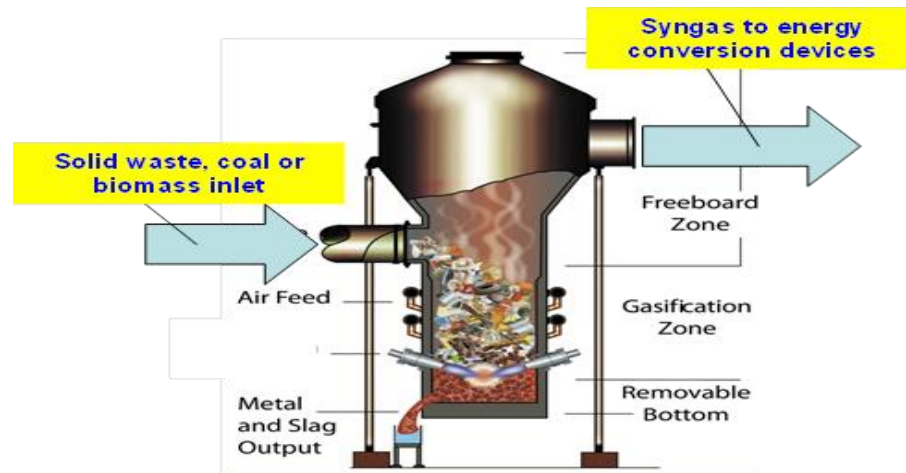 Syngas to energy
conversion devices
Solid waste, coal or
biomass inlet
Freeboard
Zone
Air Feed
Gasification
Zone
Removable
Bottom
Metal
and Slag
Output